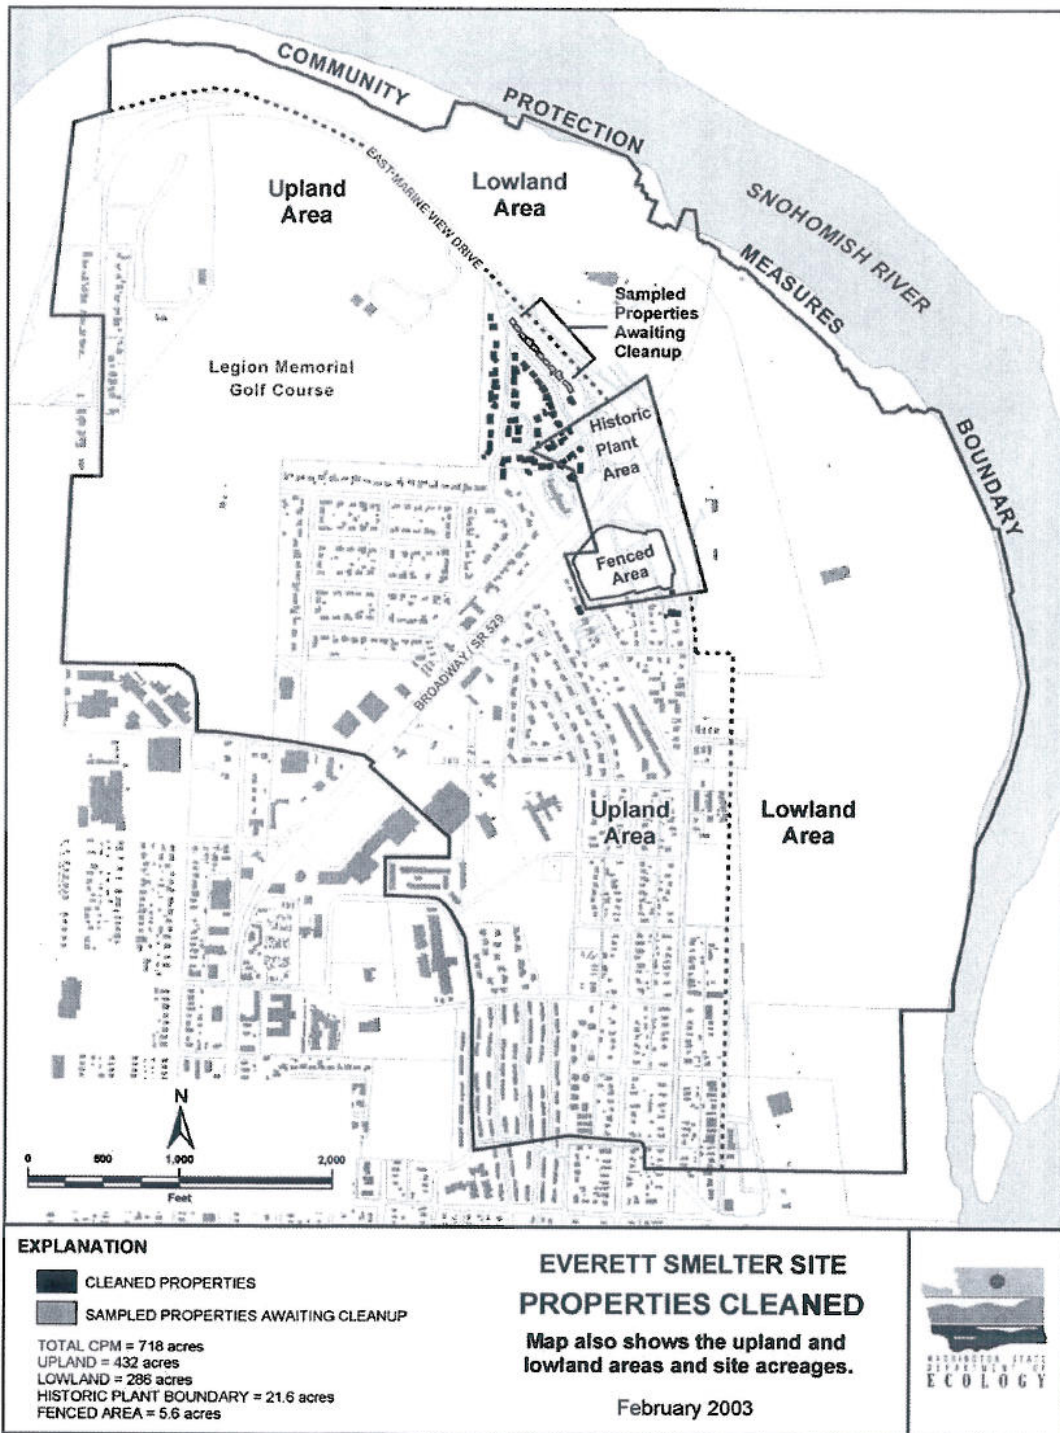 COMMUNITY
PROTECTION
MEASURES
BOUNDARY
SNOHOMISH RIVER
EAST MARINE VIEW DRIVE
Upland
Area
Lowland
Area
Sampled
Properties
Awaiting
Cleanup
Legion Memorial
Golf Course
Historic
Plant
Area
Fenced
Area
BROADWAY / SR 529
Upland
Area
Lowland
Area
N
0 500 1,000 2,000
Feet
EXPLANATION
CLEANED PROPERTIES
SAMPLED PROPERTIES AWAITING CLEANUP
TOTAL CPM = 718 acres
UPLAND = 432 acres
LOWLAND = 286 acres
HISTORIC PLANT BOUNDARY = 21.6 acres
FENCED AREA = 5.6 acres
EVERETT SMELTER SITE
PROPERTIES CLEANED
Map also shows the upland and
lowland areas and site acreages.
February 2003
WASHINGTON STATE
DEPARTMENT OF
ECOLOGY